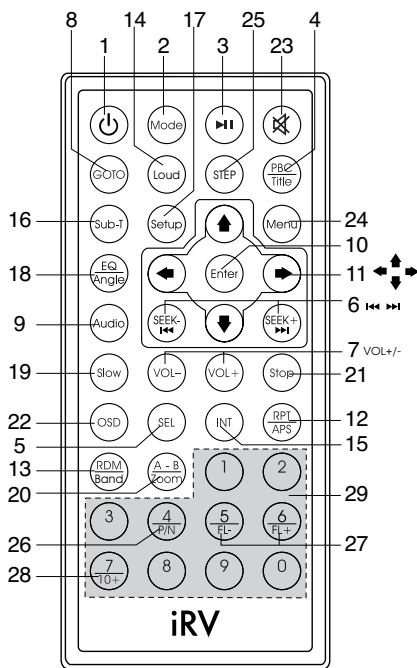 8 14 17 25 4
1 2 3 23
Mode
GOTO Loud STEP PBC
Title
16 Sub-T Setup Menu 24
10
18 EQ
Angle Enter 11
6
9 Audio SEEK- SEEK+
7 VOL+/-
19 Slow VOL- VOL+ Stop 21
22 OSD SEL INT RPT
APS 12
5 15
13 RDM
Band A - B
Zoom 1 2
20 29
3 4
P/N 5
FL- 6
FL+
26 27
28 7
10+ 8 9 0
iRV